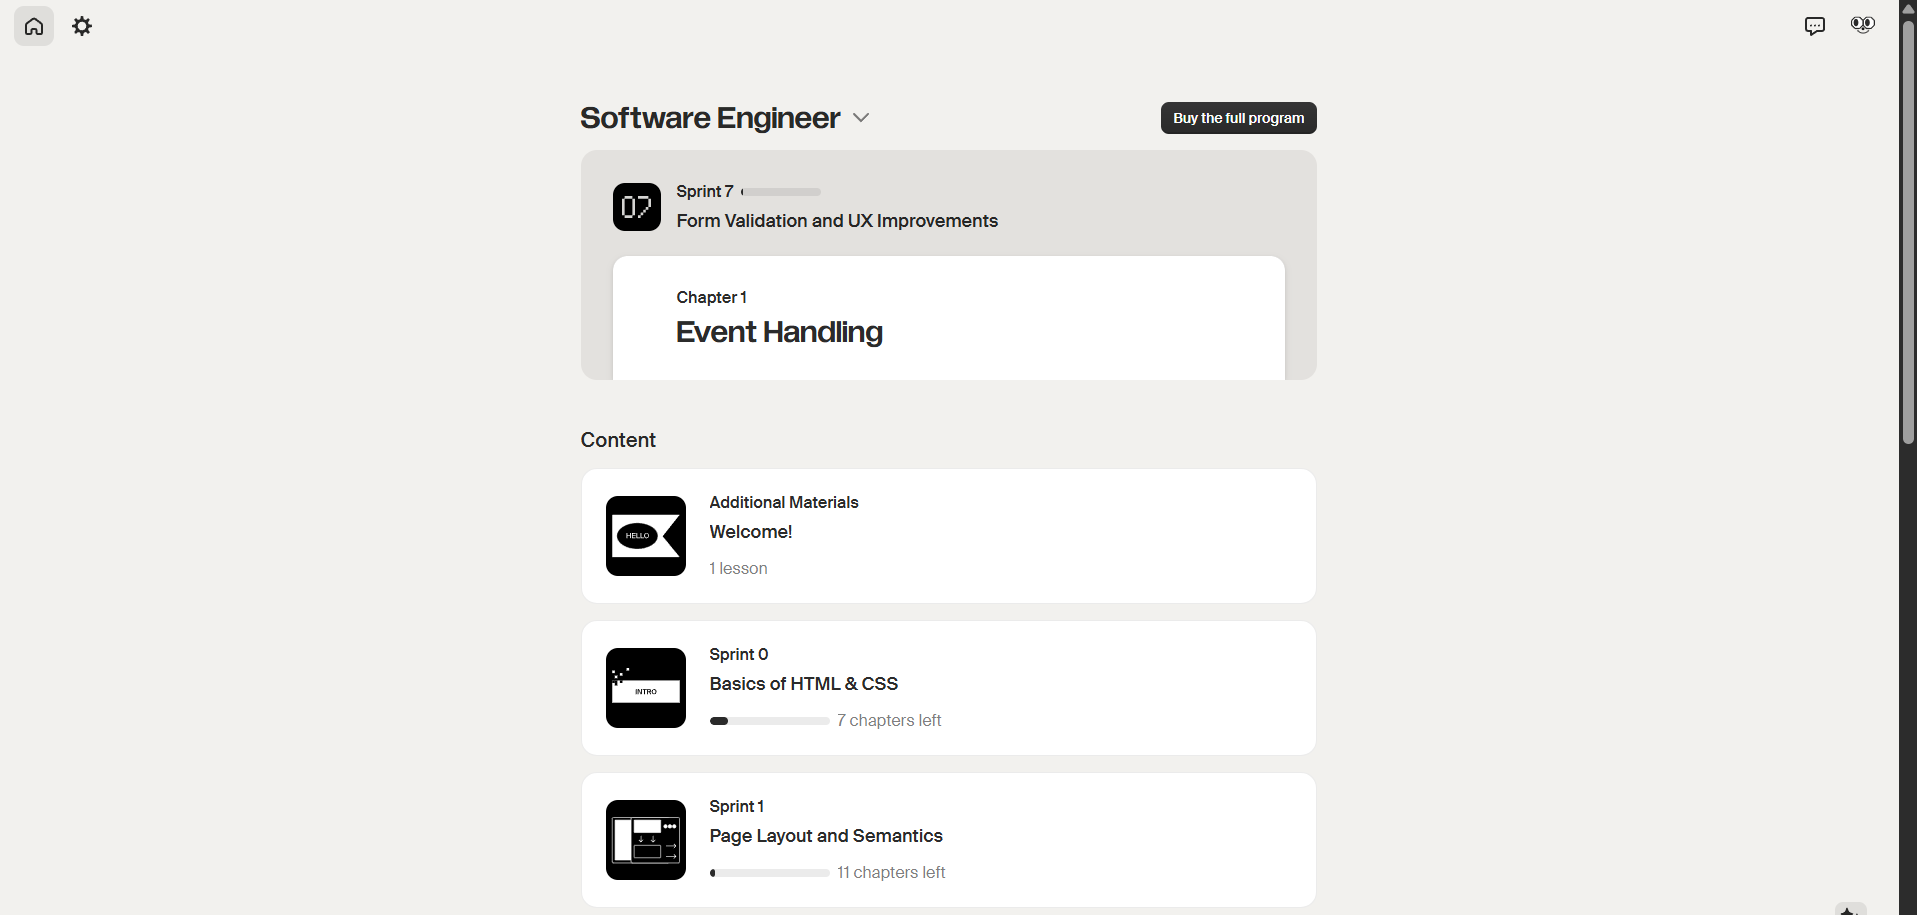 Software Engineer
Buy the full program
07
Sprint 7
Form Validation and UX Improvements
Chapter 1
Event Handling
Content
HELLO
Additional Materials
Welcome!
1 lesson
INTRO
Sprint 0
Basics of HTML & CSS
7 chapters left
Sprint 1
Page Layout and Semantics
11 chapters left